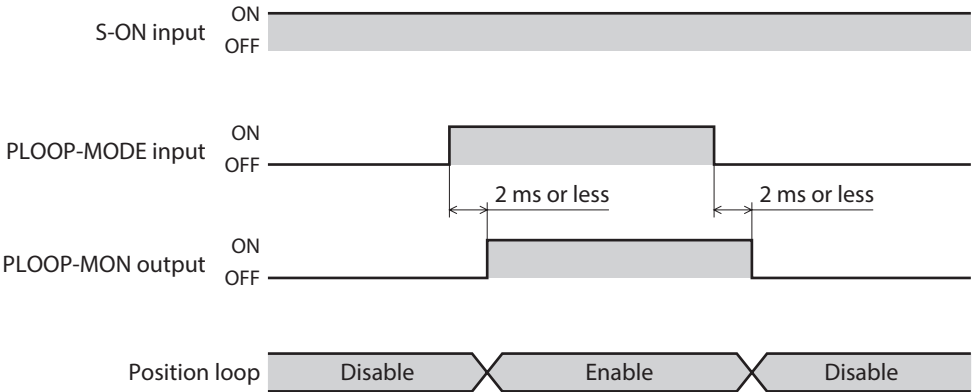 S-ON input
ON
OFF
PLOOP-MODE input
ON
OFF
2 ms or less
2 ms or less
PLOOP-MON output
ON
OFF
Position loop
Disable
Enable
Disable